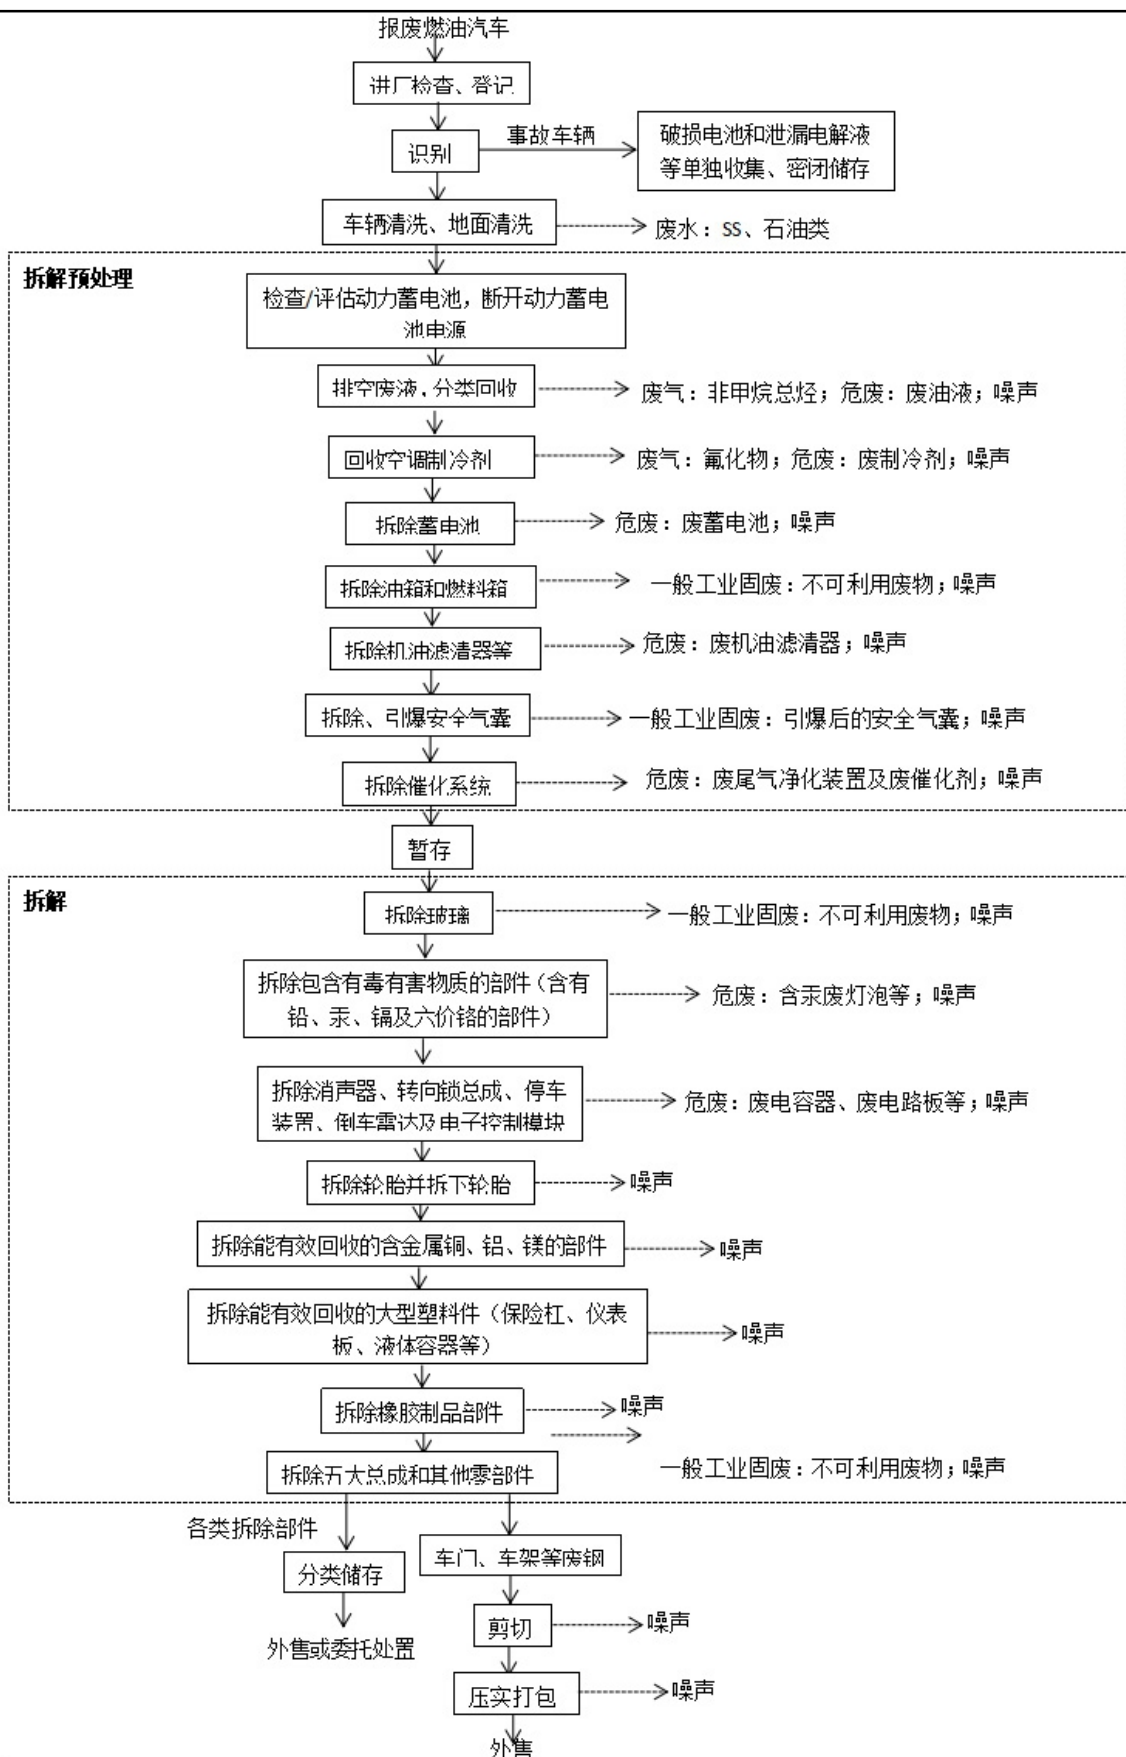 报废燃油汽车
进厂检查、登记
识别
事故车辆
破损电池和泄漏电解液
等单独收集、密闭储存
车辆清洗、地面清洗
废水：SS、石油类
拆解预处理
检查/评估动力蓄电池，断开动力蓄电
池电源
排空废液，分类回收
废气：非甲烷总烃；危废：废油液；噪声
回收空调制冷剂
废气：氟化物；危废：废制冷剂；噪声
拆除蓄电池
危废：废蓄电池；噪声
拆除油箱和燃料箱
一般工业固废：不可利用废物；噪声
拆除机油滤清器等
危废：废机油滤清器；噪声
拆除、引爆安全气囊
一般工业固废：引爆后的安全气囊；噪声
拆除催化系统
危废：废尾气净化装置及废催化剂；噪声
暂存
拆解
拆除玻璃
一般工业固废：不可利用废物；噪声
拆除包含有毒有害物质的部件（含有
铅、汞、镉及六价铬的部件）
危废：含汞废灯泡等；噪声
拆除消声器、转向锁总成、停车
装置、倒车雷达及电子控制模块
危废：废电容器、废电路板等；噪声
拆除轮胎并拆下轮胎
噪声
拆除能有效回收的含金属铜、铝、镁的部件
噪声
拆除能有效回收的大型塑料件（保险杠、仪表
板、液体容器等）
噪声
拆除橡胶制品部件
噪声
拆除五大总成和其他零部件
一般工业固废：不可利用废物；噪声
各类拆除部件
车门、车架等废钢
分类储存
剪切
噪声
外售或委托处置
压实打包
噪声
外售